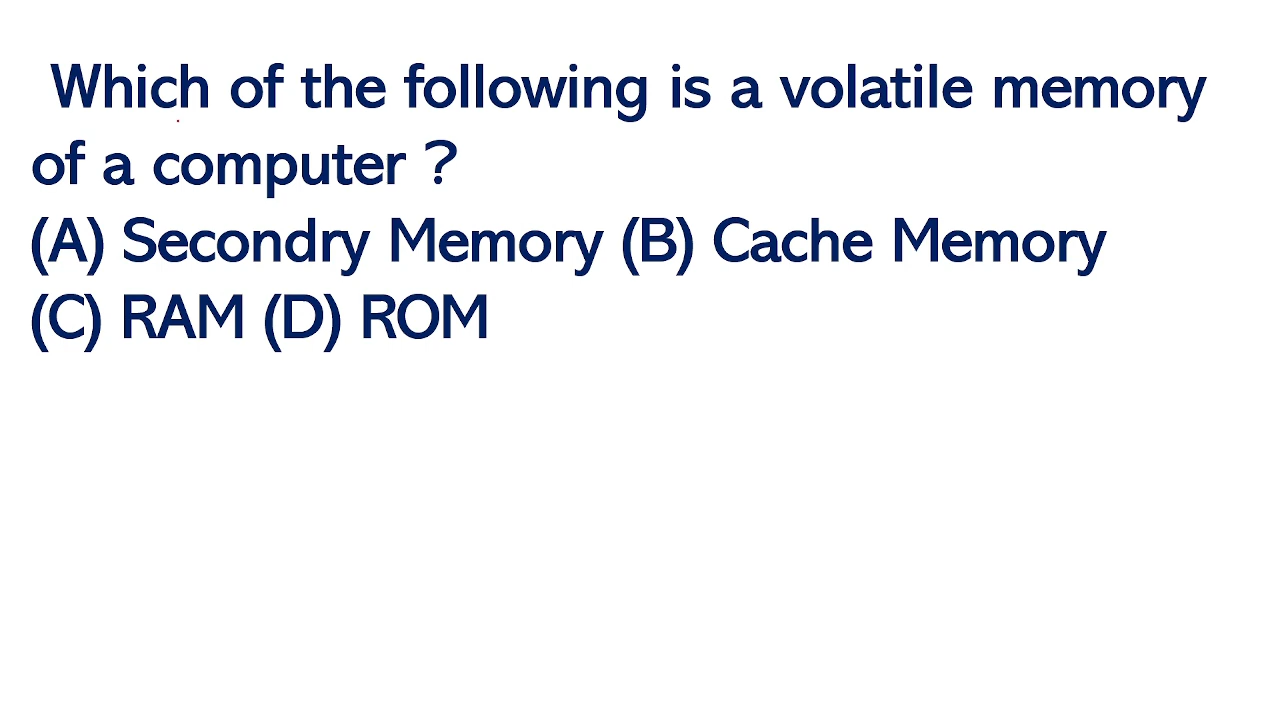 Which of the following is a volatile memory
of a computer ?
(A) Secondry Memory (B) Cache Memory
(C) RAM (D) ROM